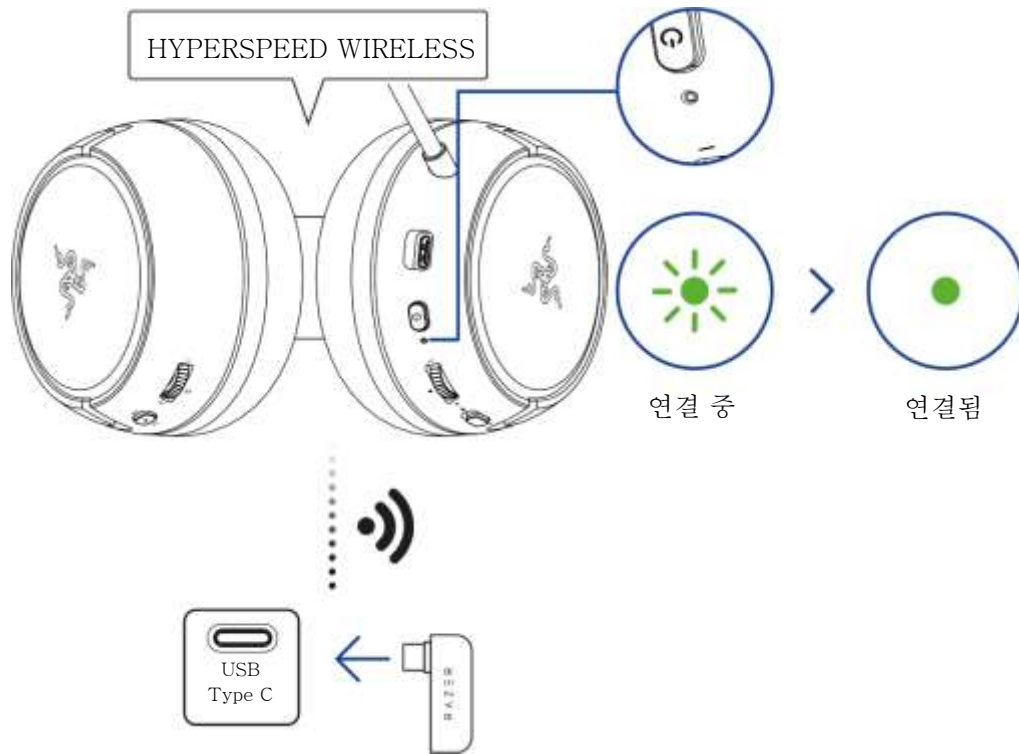 HYPERSPEED WIRELESS
연결 중
연결됨
USB
Type C
RAZER